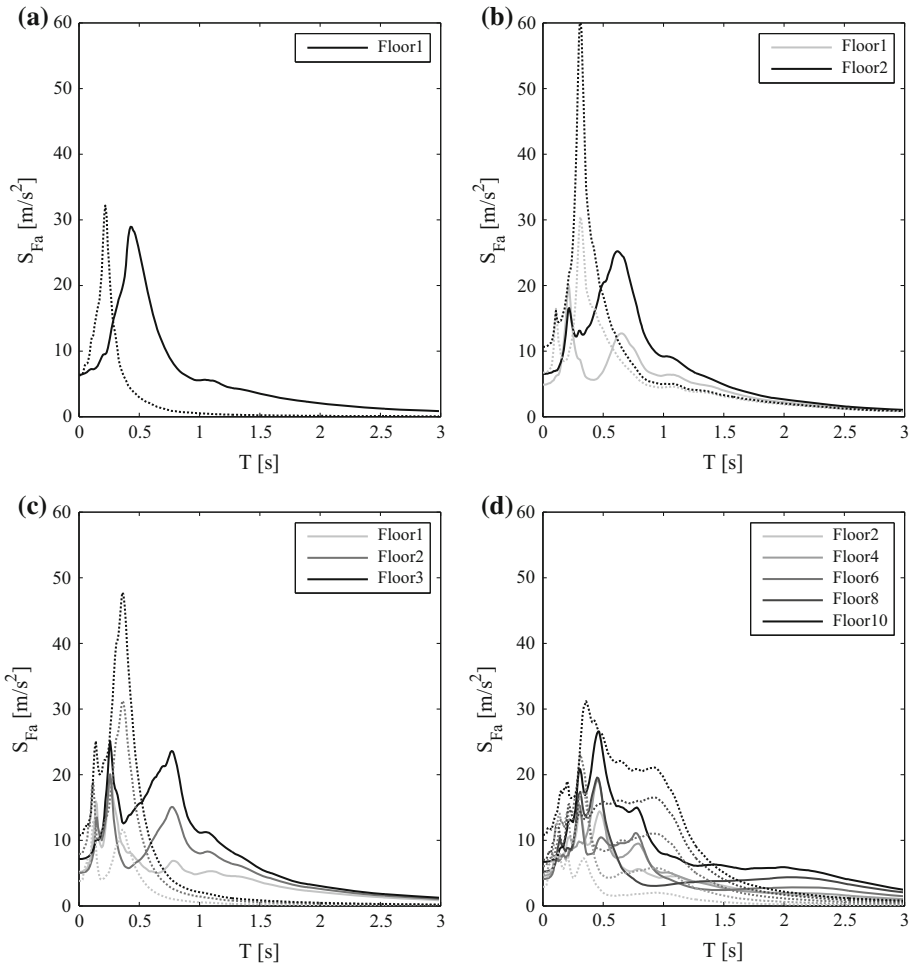 (a)
60
50
40
30
20
10
0
S_Fa [m/s²]
0 0.5 1 1.5 2 2.5 3
T [s]
Floor1
(b)
60
50
40
30
20
10
0
S_Fa [m/s²]
0 0.5 1 1.5 2 2.5 3
T [s]
Floor1
Floor2
(c)
60
50
40
30
20
10
0
S_Fa [m/s²]
0 0.5 1 1.5 2 2.5 3
T [s]
Floor1
Floor2
Floor3
(d)
60
50
40
30
20
10
0
S_Fa [m/s²]
0 0.5 1 1.5 2 2.5 3
T [s]
Floor2
Floor4
Floor6
Floor8
Floor10